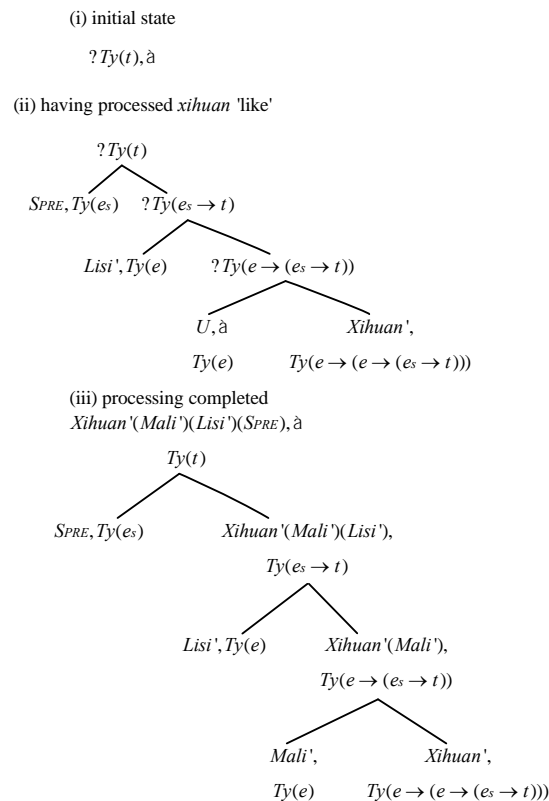 (i) initial state
?Ty(t),à
(ii) having processed xihuan 'like'
?Ty(t)
SPRE,Ty(es) ?Ty(es → t)
Lisi',Ty(e) ?Ty(e → (es → t))
U,à Xihuan',
Ty(e) Ty(e → (e → (es → t)))
(iii) processing completed
Xihuan'(Mali')(Lisi')(SPRE),à
Ty(t)
SPRE,Ty(es) Xihuan'(Mali')(Lisi'),
Ty(es → t)
Lisi',Ty(e) Xihuan'(Mali'),
Ty(e → (es → t))
Mali', Xihuan',
Ty(e) Ty(e → (e → (es → t)))